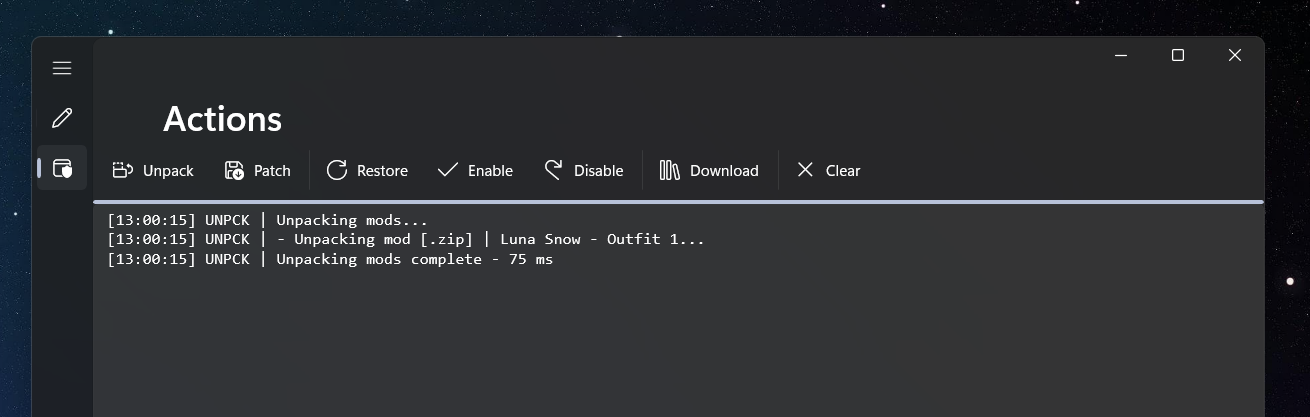 Actions
Unpack Patch Restore Enable Disable Download Clear
[13:00:15] UNPCK | Unpacking mods...
[13:00:15] UNPCK | - Unpacking mod [.zip] | Luna Snow - Outfit 1...
[13:00:15] UNPCK | Unpacking mods complete - 75 ms